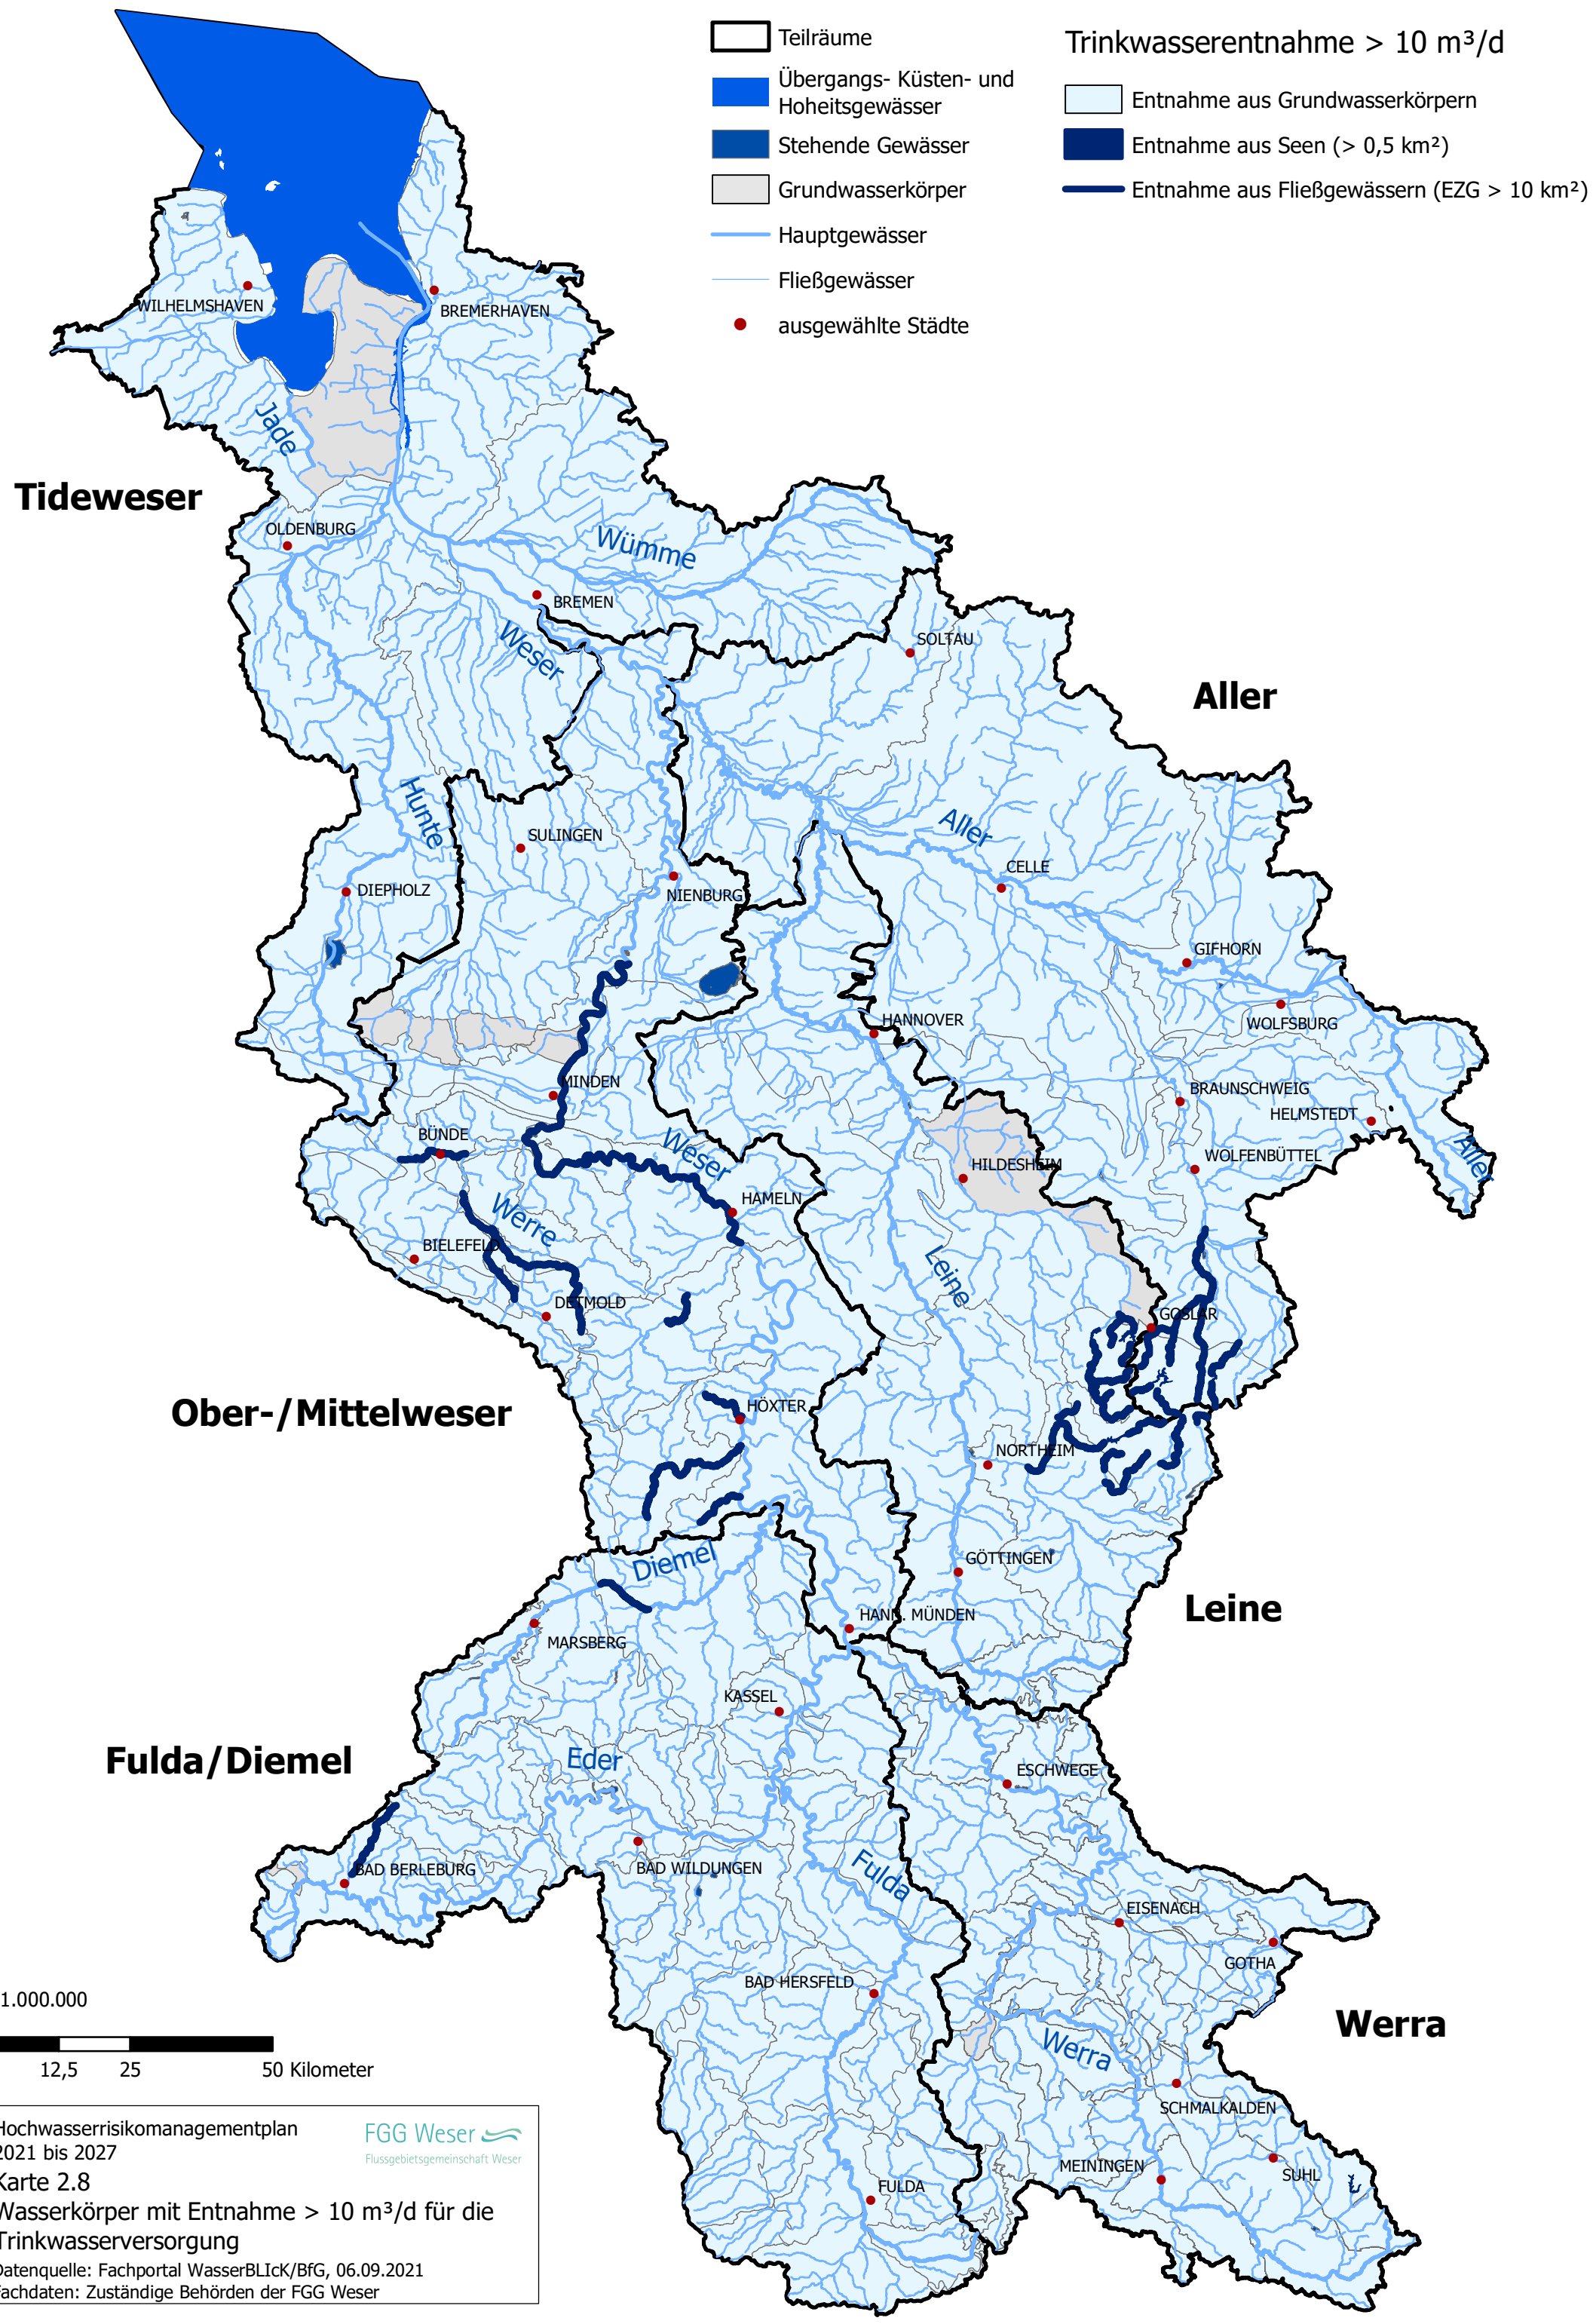 Teilräume
Übergangs- Küsten- und
Hoheitsgewässer
Stehende Gewässer
Grundwasserkörper
Hauptgewässer
Fließgewässer
ausgewählte Städte
Trinkwasserentnahme > 10 m³/d
Entnahme aus Grundwasserkörpern
Entnahme aus Seen (> 0,5 km²)
Entnahme aus Fließgewässern (EZG > 10 km²)
WILHELMSHAVEN
BREMERHAVEN
Jade
Tideweser
OLDENBURG
Wümme
BREMEN
Weser
SOLTAU
Aller
Hunte
SULINGEN
Aller
CELLE
DIEPHOLZ
NIENBURG
GIFHORN
HANNOVER
WOLFSBURG
MINDEN
BRAUNSCHWEIG
HELMSTEDT
BÜNDE
Weser
Aller
HILDESHEIM
WOLFENBÜTTEL
HAMELN
Werre
BIELEFELD
Leine
DETMOLD
GOSLAR
Ober-/Mittelweser
HÖXTER
NORTHEIM
Diemel
GÖTTINGEN
Leine
HANN. MÜNDEN
MARSBERG
KASSEL
Fulda/Diemel
Eder
ESCHWEGE
BAD BERLEBURG
BAD WILDUNGEN
Fulda
EISENACH
GOTHA
BAD HERSFELD
Werra
Werra
SCHMALKALDEN
MEININGEN
SUHL
FULDA
1.000.000
12,5 25 50 Kilometer
Hochwasserrisikomanagementplan
2021 bis 2027
FGG Weser
Flussgebietsgemeinschaft Weser
Karte 2.8
Wasserkörper mit Entnahme > 10 m³/d für die
Trinkwasserversorgung
Datenquelle: Fachportal WasserBLIcK/BfG, 06.09.2021
Fachdaten: Zuständige Behörden der FGG Weser